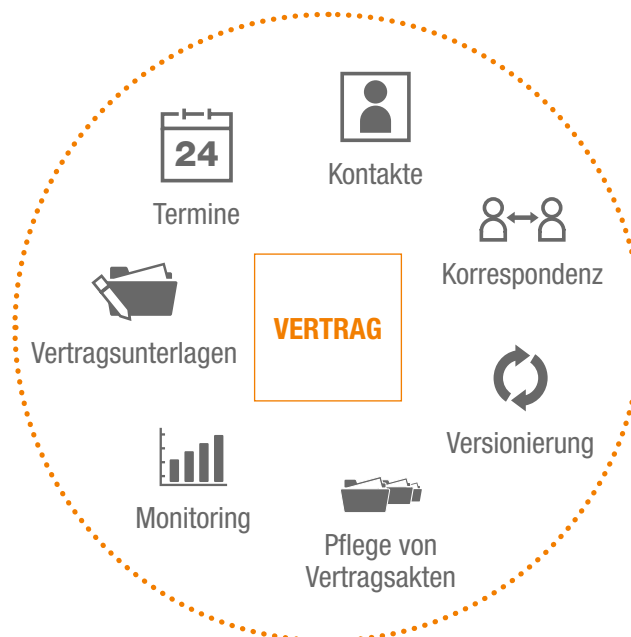 24
Termine
Kontakte
Korrespondenz
VERTRAG
Vertragsunterlagen
Versionierung
Monitoring
Pflege von
Vertragsakten